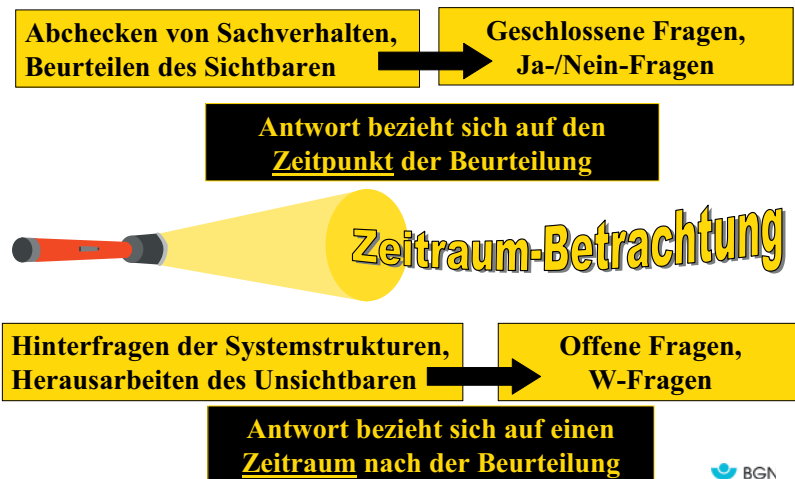 Abchecken von Sachverhalten,
Beurteilen des Sichtbaren
Geschlossene Fragen,
Ja-/Nein-Fragen
Antwort bezieht sich auf den
Zeitpunkt der Beurteilung
Zeitraum-Betrachtung
Hinterfragen der Systemstrukturen,
Herausarbeiten des Unsichtbaren
Offene Fragen,
W-Fragen
Antwort bezieht sich auf einen
Zeitraum nach der Beurteilung
BGN